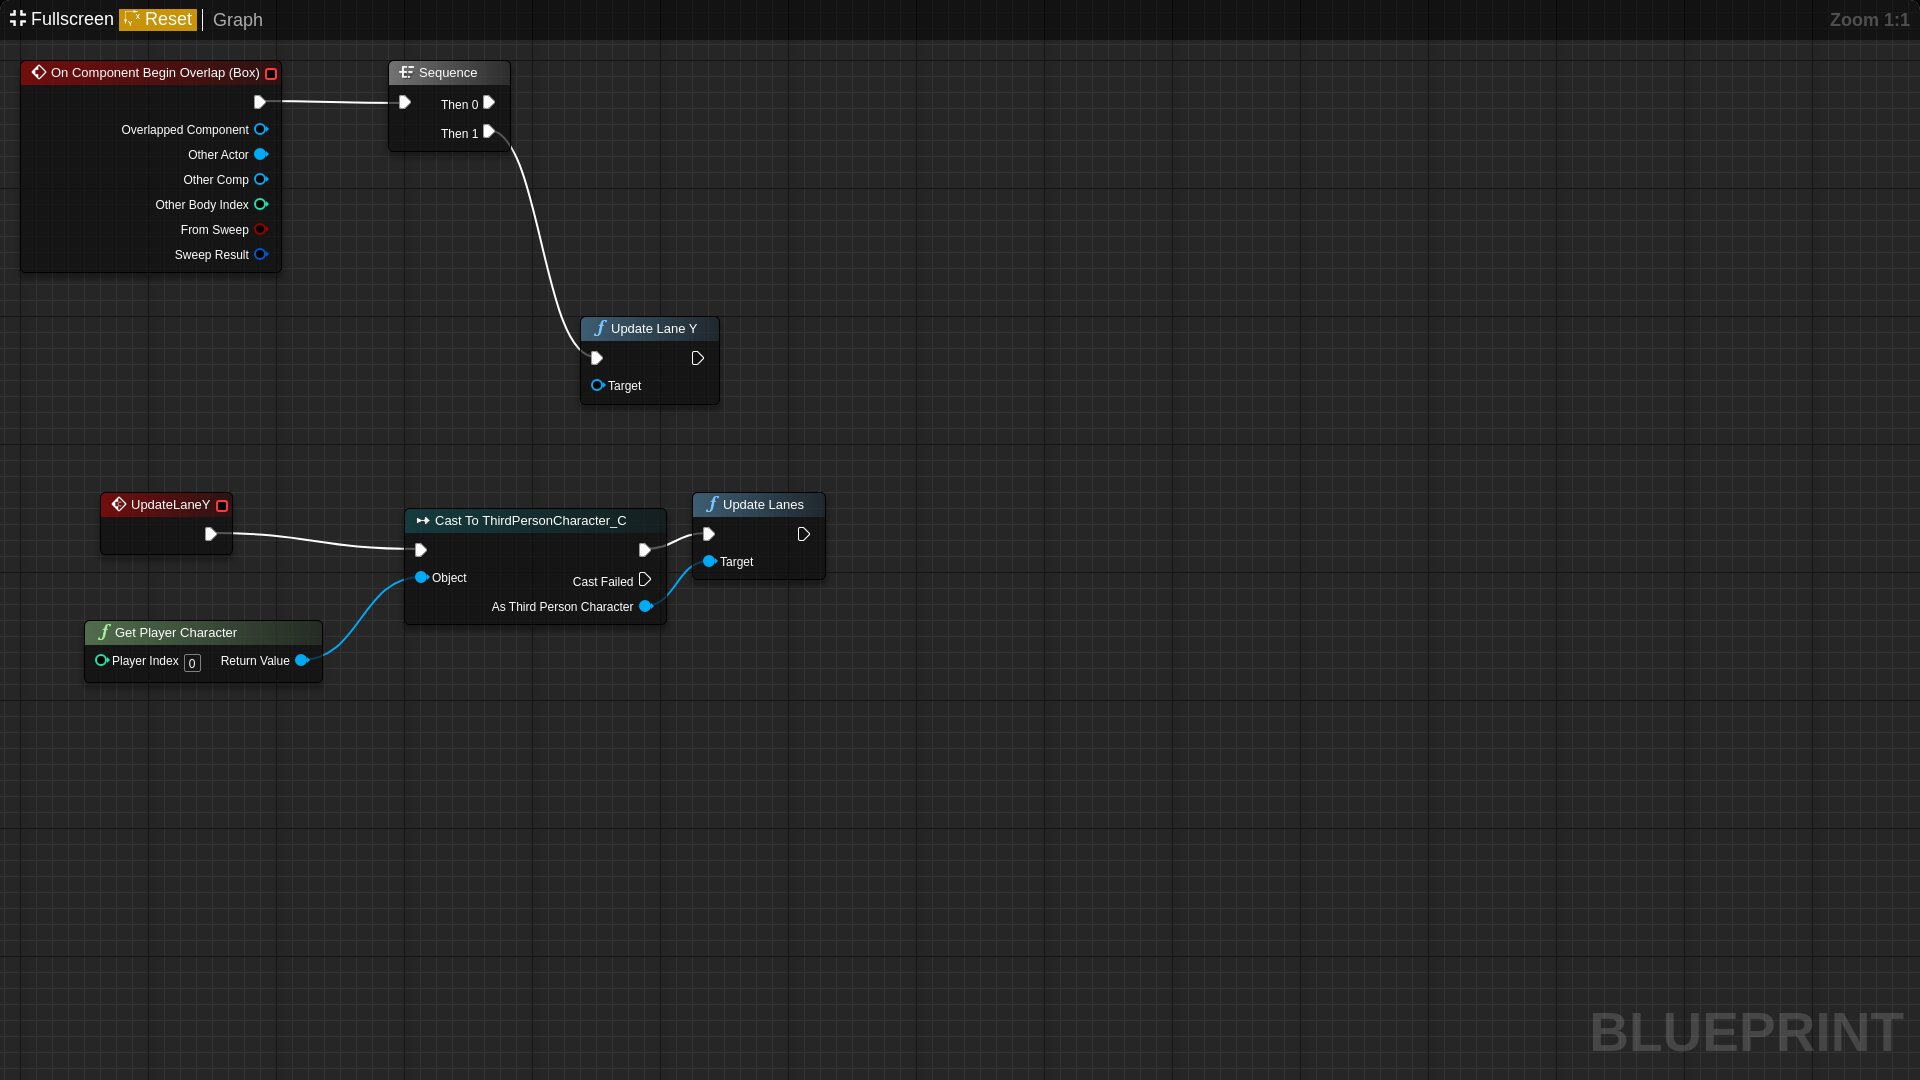 Fullscreen Reset Graph Zoom 1:1
On Component Begin Overlap (Box)
Overlapped Component
Other Actor
Other Comp
Other Body Index
From Sweep
Sweep Result
Sequence
Then 0
Then 1
Update Lane Y
Target
UpdateLaneY
Cast To ThirdPersonCharacter_C
Object
Cast Failed
As Third Person Character
Update Lanes
Target
Get Player Character
Player Index 0 Return Value
BLUEPRINT